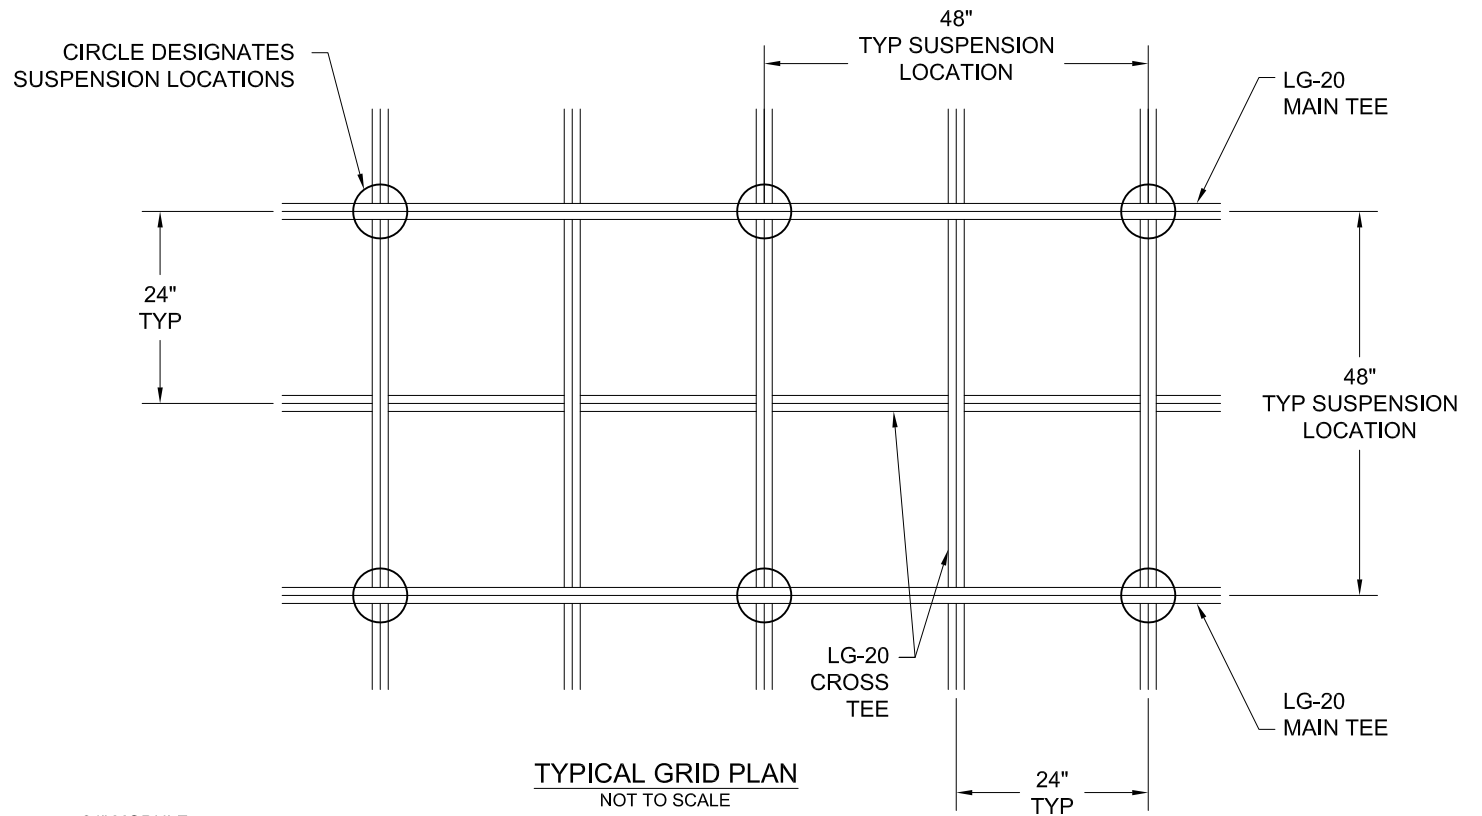 48"
TYP SUSPENSION
LOCATION
CIRCLE DESIGNATES
SUSPENSION LOCATIONS
LG-20
MAIN TEE
24"
TYP
48"
TYP SUSPENSION
LOCATION
LG-20
CROSS
TEE
LG-20
MAIN TEE
TYPICAL GRID PLAN
NOT TO SCALE
24"
TYP